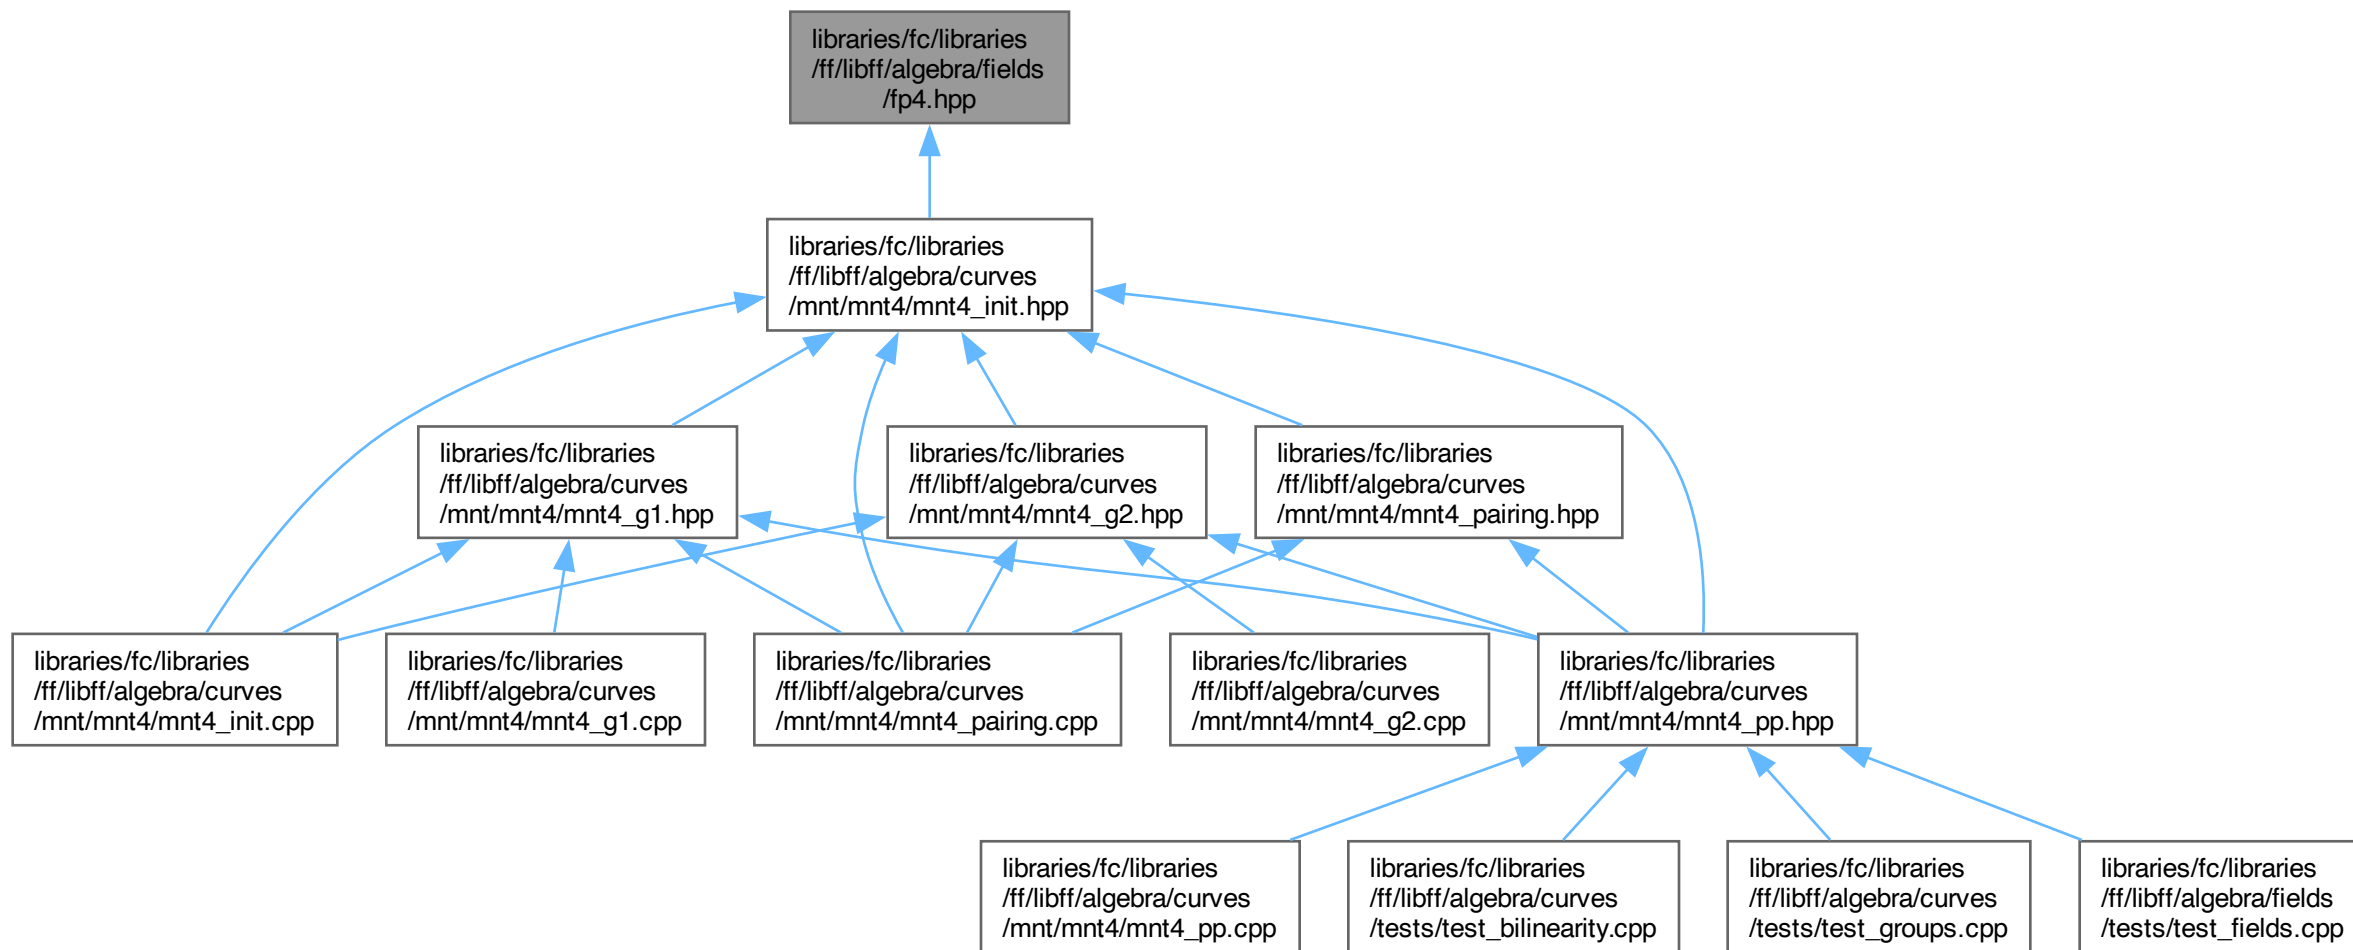 libraries/fc/libraries
/ff/libff/algebra/fields
/fp4.hpp
libraries/fc/libraries
/ff/libff/algebra/curves
/mnt/mnt4/mnt4_init.hpp
libraries/fc/libraries
/ff/libff/algebra/curves
/mnt/mnt4/mnt4_g1.hpp
libraries/fc/libraries
/ff/libff/algebra/curves
/mnt/mnt4/mnt4_g2.hpp
libraries/fc/libraries
/ff/libff/algebra/curves
/mnt/mnt4/mnt4_pairing.hpp
libraries/fc/libraries
/ff/libff/algebra/curves
/mnt/mnt4/mnt4_init.cpp
libraries/fc/libraries
/ff/libff/algebra/curves
/mnt/mnt4/mnt4_g1.cpp
libraries/fc/libraries
/ff/libff/algebra/curves
/mnt/mnt4/mnt4_pairing.cpp
libraries/fc/libraries
/ff/libff/algebra/curves
/mnt/mnt4/mnt4_g2.cpp
libraries/fc/libraries
/ff/libff/algebra/curves
/mnt/mnt4/mnt4_pp.hpp
libraries/fc/libraries
/ff/libff/algebra/curves
/mnt/mnt4/mnt4_pp.cpp
libraries/fc/libraries
/ff/libff/algebra/curves
/tests/test_bilinearity.cpp
libraries/fc/libraries
/ff/libff/algebra/curves
/tests/test_groups.cpp
libraries/fc/libraries
/ff/libff/algebra/fields
/tests/test_fields.cpp